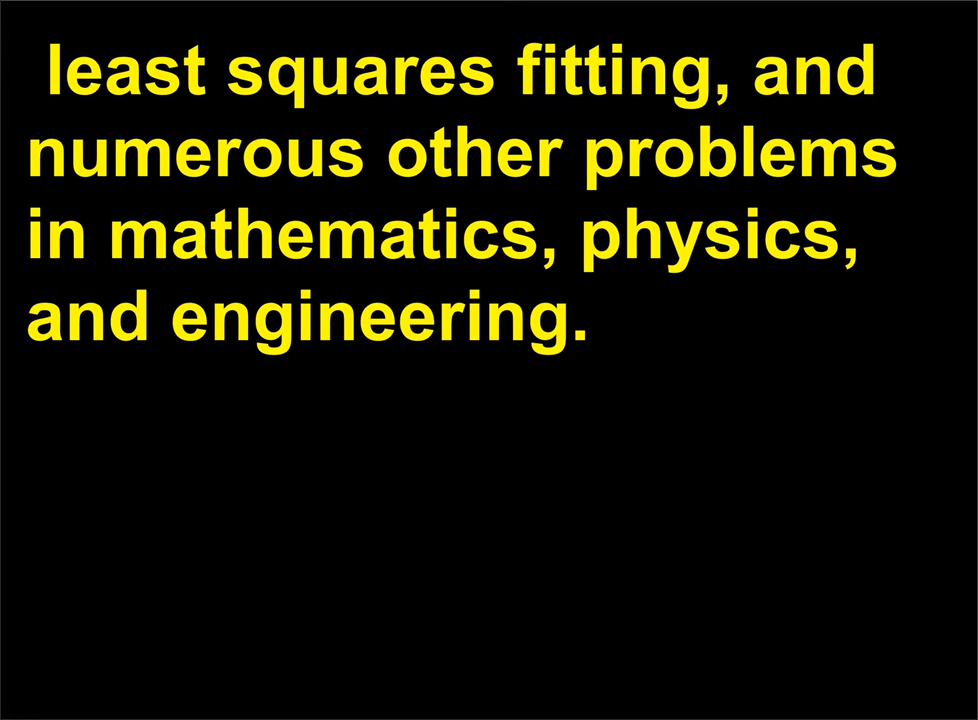 least squares fitting, and
numerous other problems
in mathematics, physics,
and engineering.